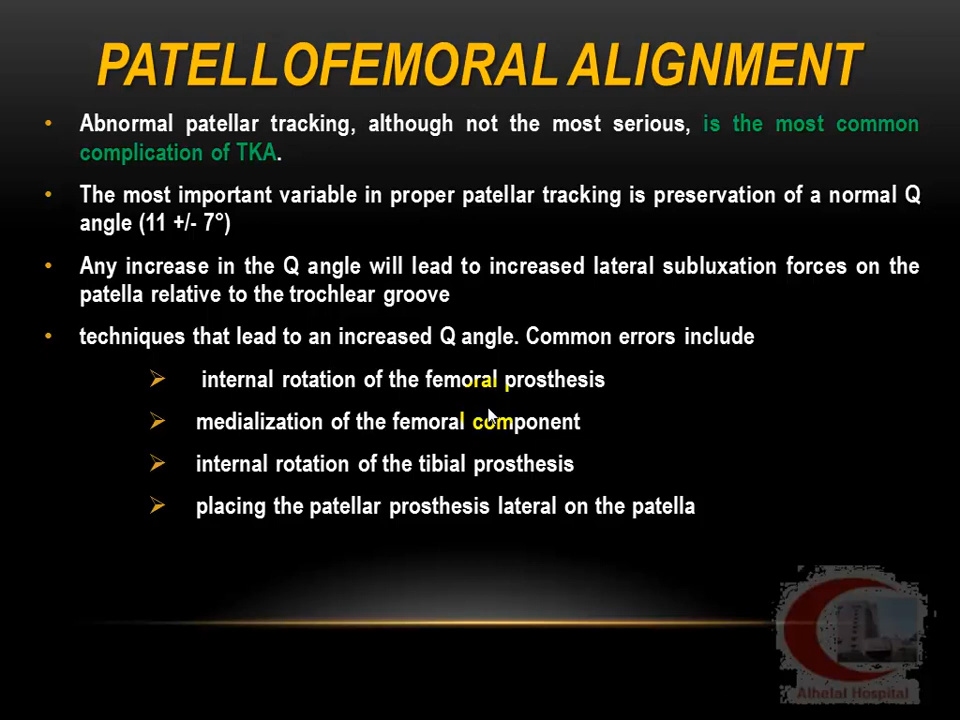 PATELLOFEMORAL ALIGNMENT
• Abnormal patellar tracking, although not the most serious, is the most common
complication of TKA.
• The most important variable in proper patellar tracking is preservation of a normal Q
angle (11 +/- 7°)
• Any increase in the Q angle will lead to increased lateral subluxation forces on the
patella relative to the trochlear groove
• techniques that lead to an increased Q angle. Common errors include
➢ internal rotation of the femoral prosthesis
➢ medialization of the femoral component
➢ internal rotation of the tibial prosthesis
➢ placing the patellar prosthesis lateral on the patella
Alhelal Hospital